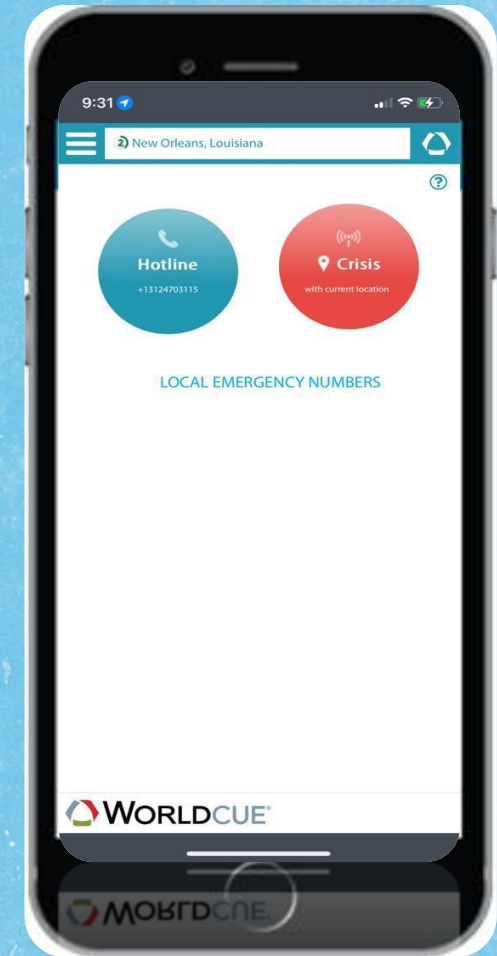 9:31
2) New Orleans, Louisiana
?
Hotline
+13124703115
Crisis
with current location
LOCAL EMERGENCY NUMBERS
WORLDCUE®
WORLDCUE